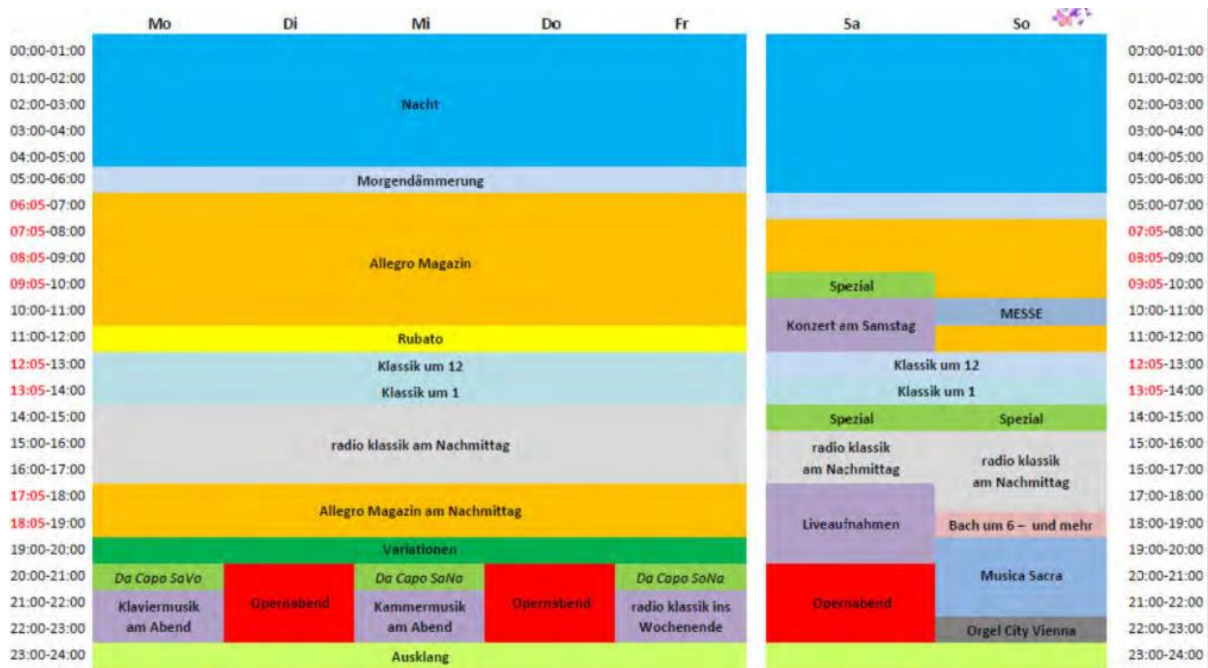 Mo Di Mi Do Fr Sa So
00:00-01:00 00:00-01:00
01:00-02:00 01:00-02:00
02:00-03:00 Nacht 02:00-03:00
03:00-04:00 03:00-04:00
04:00-05:00 04:00-05:00
05:00-06:00 Morgendämmerung 05:00-06:00
06:05-07:00 06:00-07:00
07:05-08:00 07:05-08:00
08:05-09:00 Allegro Magazin 08:05-09:00
09:05-10:00 Spezial 09:05-10:00
10:00-11:00 Konzert am Samstag MESSE 10:00-11:00
11:00-12:00 Rubato 11:00-12:00
12:05-13:00 Klassik um 12 Klassik um 12 12:05-13:00
13:05-14:00 Klassik um 1 Klassik um 1 13:05-14:00
14:00-15:00 Spezial Spezial 14:00-15:00
15:00-16:00 radio klassik am Nachmittag radio klassik radio klassik 15:00-16:00
16:00-17:00 am Nachmittag am Nachmittag 16:00-17:00
17:05-18:00 Allegro Magazin am Nachmittag 17:00-18:00
18:05-19:00 Liveaufnahmen Bach um 6 – und mehr 18:00-19:00
19:00-20:00 Variationen 19:00-20:00
20:00-21:00 Da Capo SaVo Da Capo SoNa Da Capo SoNa Musica Sacra 20:00-21:00
21:00-22:00 Klaviermusik Opernabend Kammermusik Opernabend radio klassik ins Opernabend 21:00-22:00
22:00-23:00 am Abend am Abend Wochenende Orgel City Vienna 22:00-23:00
23:00-24:00 Ausklang 23:00-24:00